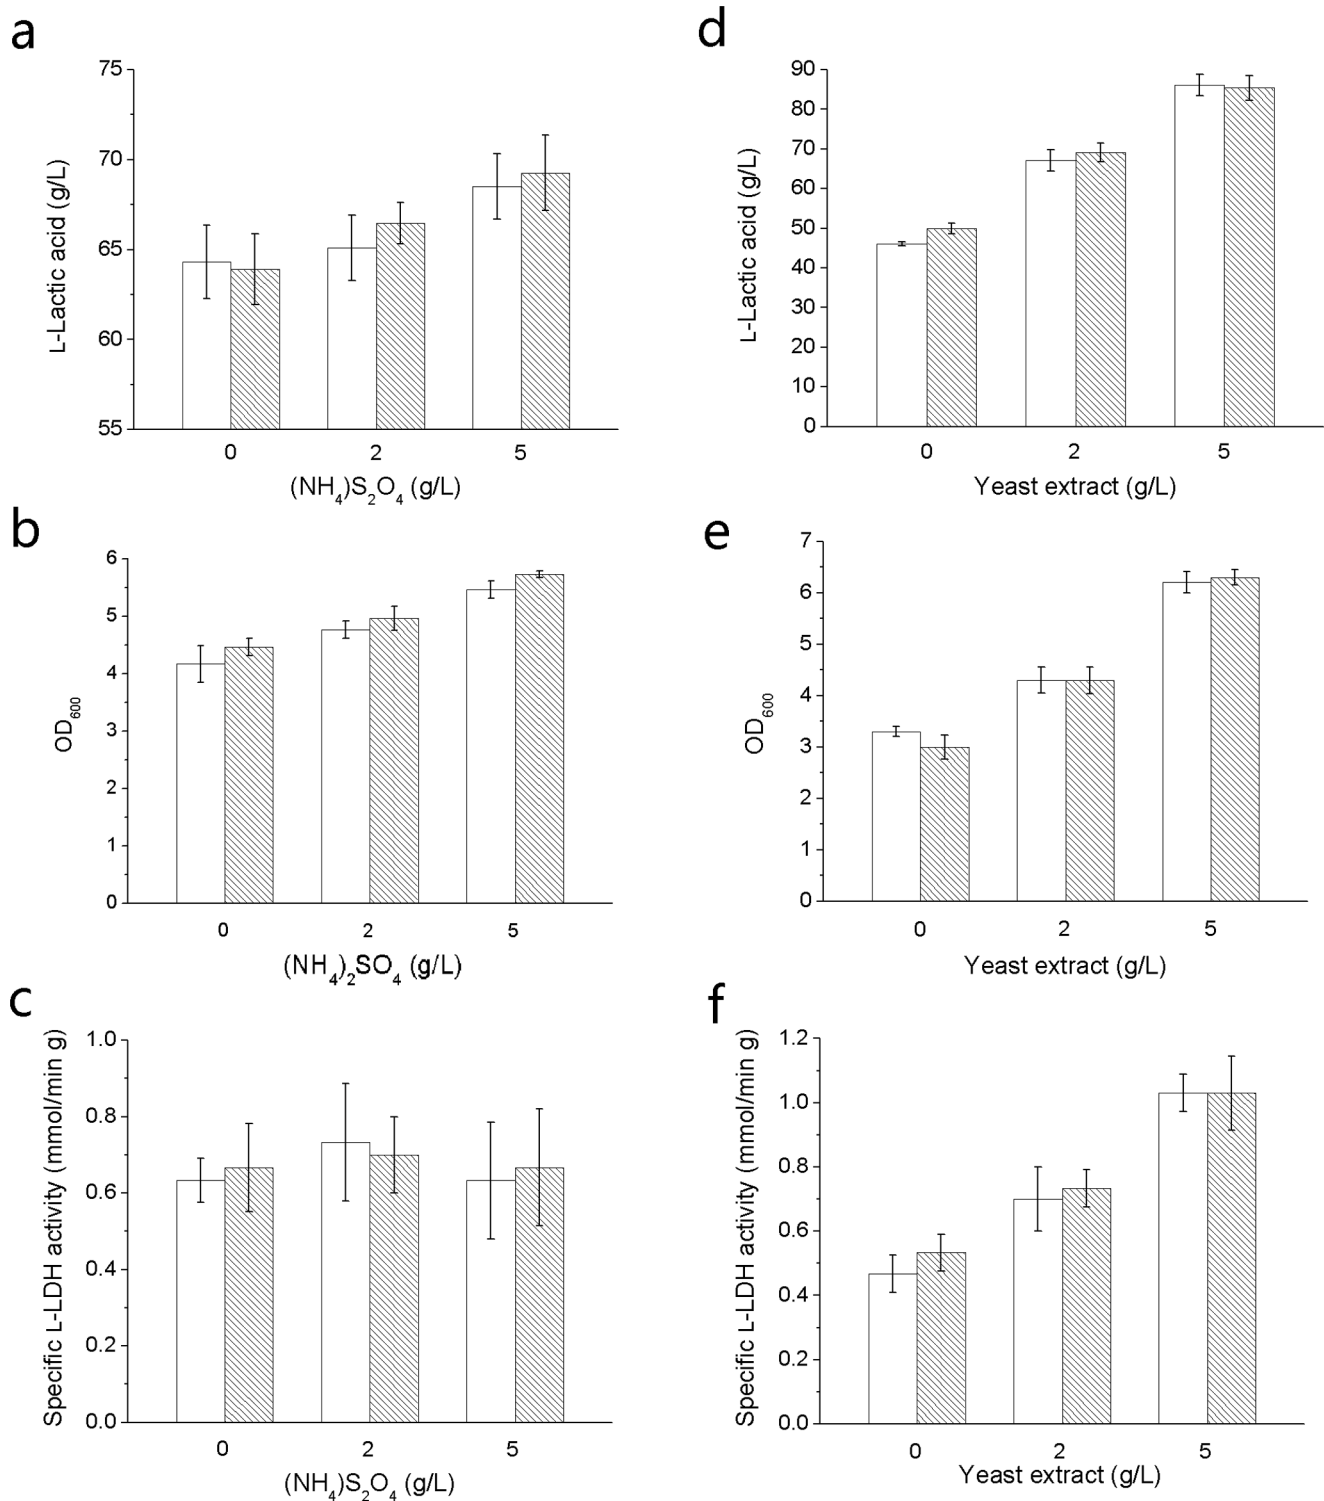 a
75
70
65
60
55
L-Lactic acid (g/L)
0 2 5
(NH4)S2O4 (g/L)
d
90
80
70
60
50
40
30
20
10
0
L-Lactic acid (g/L)
0 2 5
Yeast extract (g/L)
b
6
5
4
3
2
1
0
OD600
0 2 5
(NH4)2SO4 (g/L)
e
7
6
5
4
3
2
1
0
OD600
0 2 5
Yeast extract (g/L)
c
1.0
0.8
0.6
0.4
0.2
0.0
Specific L-LDH activity (mmol/min g)
0 2 5
(NH4)S2O4 (g/L)
f
1.2
1.0
0.8
0.6
0.4
0.2
0.0
Specific L-LDH activity (mmol/min g)
0 2 5
Yeast extract (g/L)